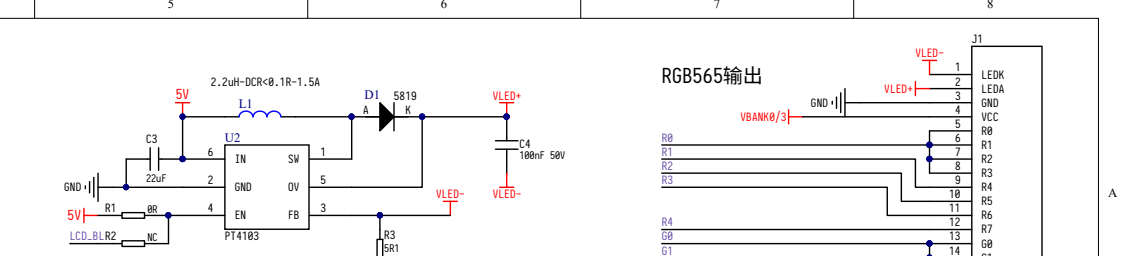 5 6 7 8
J1
VLED-
2.2uH-DCR<0.1R-1.5A
RGB565输出
1 LEDK
5V
L1
D1 5819
VLED+
VLED+
2 LEDA
A K
GND
3 GND
VBANK0/3
4 VCC
5 R0
C3
U2
C4
R0
6 R1
100nF 50V
R1
7 R2
6 IN
SW 1
R2
8 R3
22uF
R3
9 R4
GND
2 GND
OV 5
VLED-
VLED-
A
10 R5
5V
R1 0R
4 EN
FB 3
11 R6
R4
12 R7
LCD_BL
R2 NC
PT4103
R3
G0
13 G0
5R1
G1
14